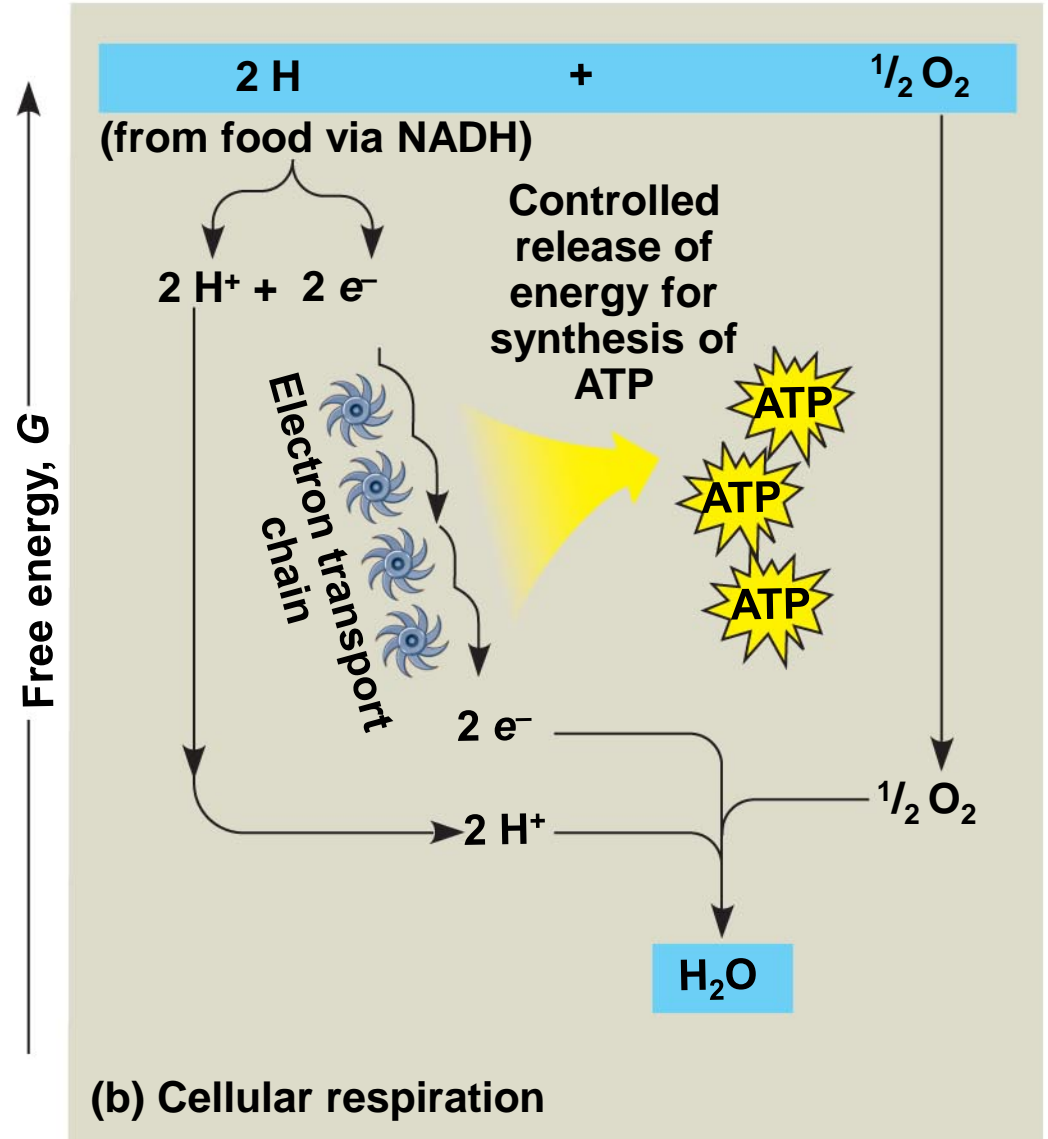 2 H + ¹/₂ O₂
(from food via NADH)
2 H⁺ + 2 e⁻
Controlled
release of
energy for
synthesis of
ATP
Electron transport
chain
ATP
ATP
ATP
Free energy, G
2 e⁻
¹/₂ O₂
2 H⁺
H₂O
(b) Cellular respiration